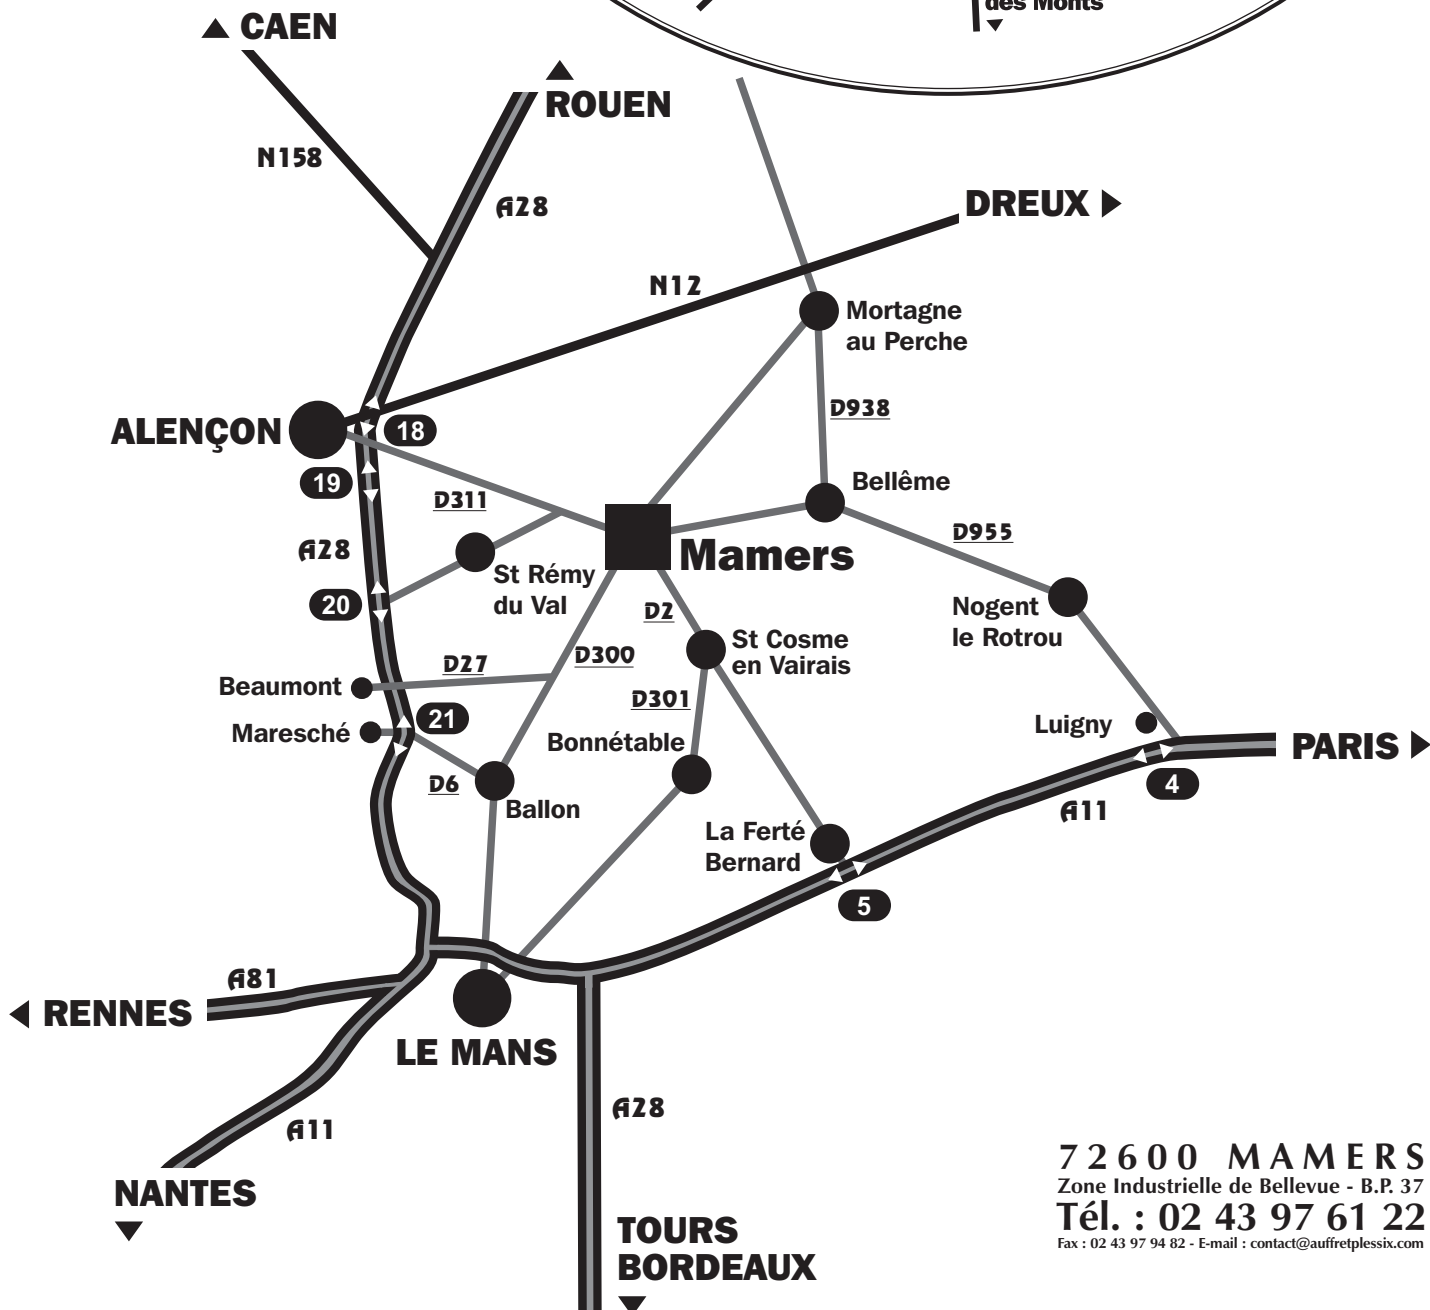 des Monts
CAEN
ROUEN
N158
A28
DREUX
N12
Mortagne
au Perche
D938
ALENÇON
18
19
Bellême
D311
D955
A28
Mamers
St Rémy
du Val
20
D2
Nogent
le Rotrou
St Cosme
en Vairais
D27
D300
Beaumont
D301
21
Maresché
Luigny
Bonnétable
PARIS
D6
4
Ballon
A11
La Ferté
Bernard
5
A81
RENNES
LE MANS
A28
A11
NANTES
TOURS
BORDEAUX
72600 MAMERS
Zone Industrielle de Bellevue - B.P. 37
Tél. : 02 43 97 61 22
Fax : 02 43 97 94 82 - E-mail : contact@auffretplessix.com